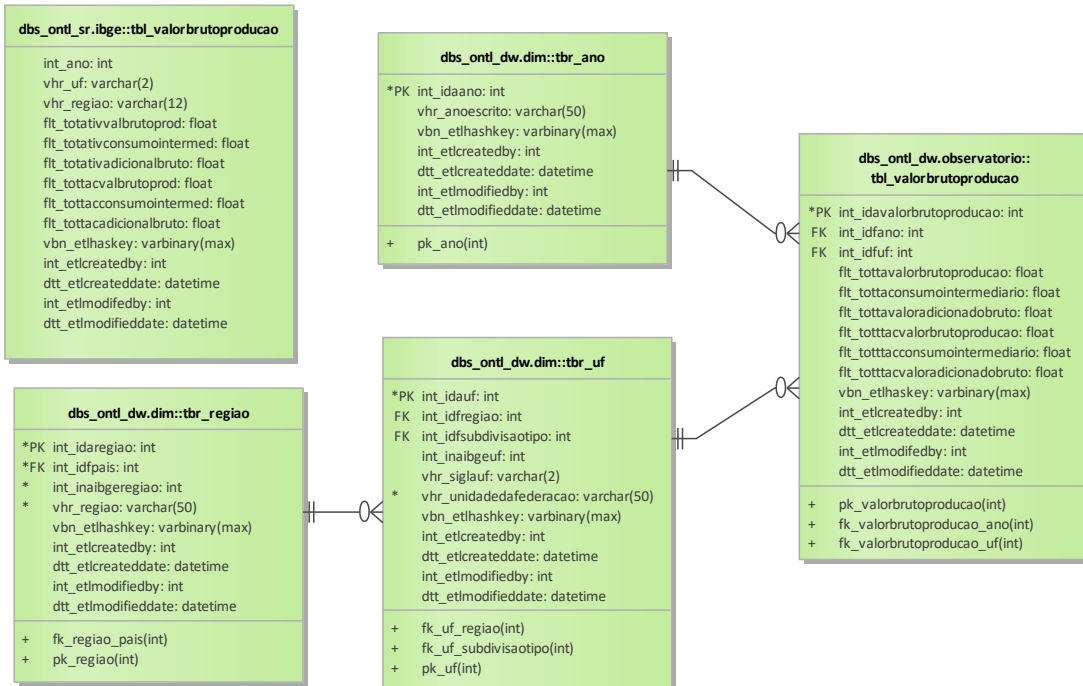 dbs_ontl_sr.ibge::tbl_valorbrutoproducao
int_ano: int
vhr_uf: varchar(2)
vhr_regiao: varchar(12)
flt_totativvalbrutoprod: float
flt_totativconsumointermed: float
flt_totativadicionalbruto: float
flt_tottacvalbrutoprod: float
flt_tottacconsumointermed: float
flt_tottacadicionalbruto: float
vbn_etlhaskey: varbinary(max)
int_etlcreatedby: int
dtt_etlcreateddate: datetime
int_etlmodifedby: int
dtt_etlmodifieddate: datetime
dbs_ontl_dw.dim::tbr_ano
*PK int_idaano: int
vhr_anoescrito: varchar(50)
vbn_etlhashkey: varbinary(max)
int_etlcreatedby: int
dtt_etlcreateddate: datetime
int_etlmodifiedby: int
dtt_etlmodifieddate: datetime
+ pk_ano(int)
dbs_ontl_dw.observatorio::
tbl_valorbrutoproducao
*PK int_idavalorbrutoproducao: int
FK int_idfano: int
FK int_idfuf: int
flt_tottavalorbrutoproducao: float
flt_tottaconsumointermediario: float
flt_tottavaloradicionadobruto: float
flt_totttacvalorbrutoproducao: float
flt_totttacconsumointermediario: float
flt_totttacvaloradicionadobruto: float
vbn_etlhaskey: varbinary(max)
int_etlcreatedby: int
dtt_etlcreateddate: datetime
int_etlmodifedby: int
dtt_etlmodifieddate: datetime
+ pk_valorbrutoproducao(int)
+ fk_valorbrutoproducao_ano(int)
+ fk_valorbrutoproducao_uf(int)
dbs_ontl_dw.dim::tbr_regiao
*PK int_idaregiao: int
*FK int_idfpais: int
* int_inaibgeregiao: int
* vhr_regiao: varchar(50)
vbn_etlhashkey: varbinary(max)
int_etlcreatedby: int
dtt_etlcreateddate: datetime
int_etlmodifiedby: int
dtt_etlmodifieddate: datetime
+ fk_regiao_pais(int)
+ pk_regiao(int)
dbs_ontl_dw.dim::tbr_uf
*PK int_idauf: int
FK int_idfregiao: int
FK int_idfsubdivisaotipo: int
int_inaibgeuf: int
vhr_siglauf: varchar(2)
* vhr_unidadedafederacao: varchar(50)
vbn_etlhashkey: varbinary(max)
int_etlcreatedby: int
dtt_etlcreateddate: datetime
int_etlmodifiedby: int
dtt_etlmodifieddate: datetime
+ fk_uf_regiao(int)
+ fk_uf_subdivisaotipo(int)
+ pk_uf(int)